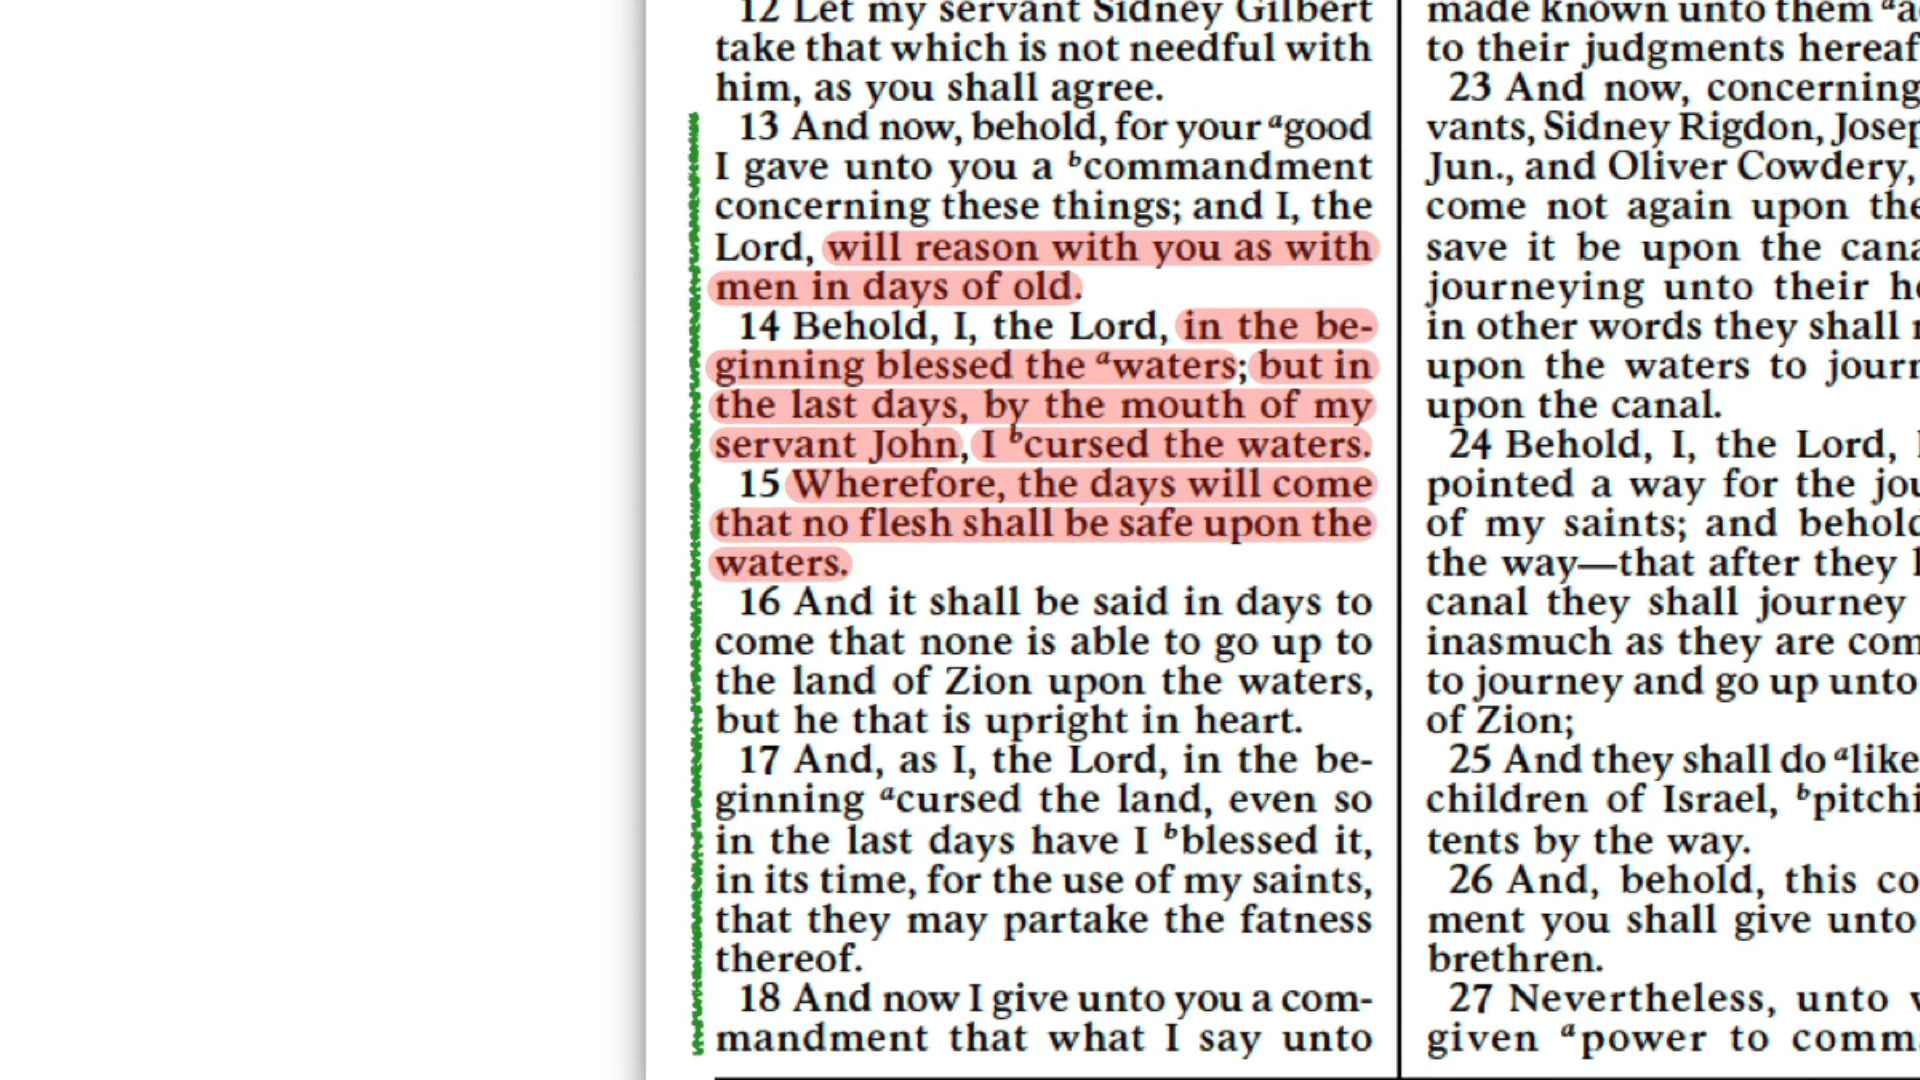 12 Let my servant Sidney Gilbert
take that which is not needful with
him, as you shall agree.
13 And now, behold, for your ᵃgood
I gave unto you a ᵇcommandment
concerning these things; and I, the
Lord, will reason with you as with
men in days of old.
14 Behold, I, the Lord, in the be-
ginning blessed the ᵃwaters; but in
the last days, by the mouth of my
servant John, I ᵇcursed the waters.
15 Wherefore, the days will come
that no flesh shall be safe upon the
waters.
16 And it shall be said in days to
come that none is able to go up to
the land of Zion upon the waters,
but he that is upright in heart.
17 And, as I, the Lord, in the be-
ginning ᵃcursed the land, even so
in the last days have I ᵇblessed it,
in its time, for the use of my saints,
that they may partake the fatness
thereof.
18 And now I give unto you a com-
mandment that what I say unto
made known unto them
to their judgments
23 And now, concerning
vants, Sidney Rigdon,
Jun., and Oliver Cowdery,
come not again upon
save it be upon the
journeying unto their
in other words they shall
upon the waters to
upon the canal.
24 Behold, I, the Lord,
pointed a way for the
of my saints; and
the way—that after they
canal they shall journey
inasmuch as they are
to journey and go up unto
of Zion;
25 And they shall do
children of Israel,
tents by the way.
26 And, behold, this
ment you shall give unto
brethren.
27 Nevertheless, unto
given ᵃpower to